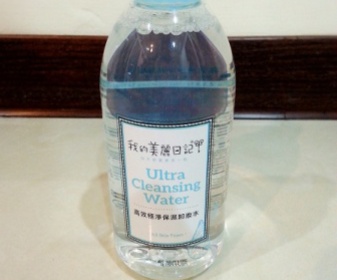 我的美麗日記
Ultra
Cleansing
Water
高效極淨保濕卸妝水